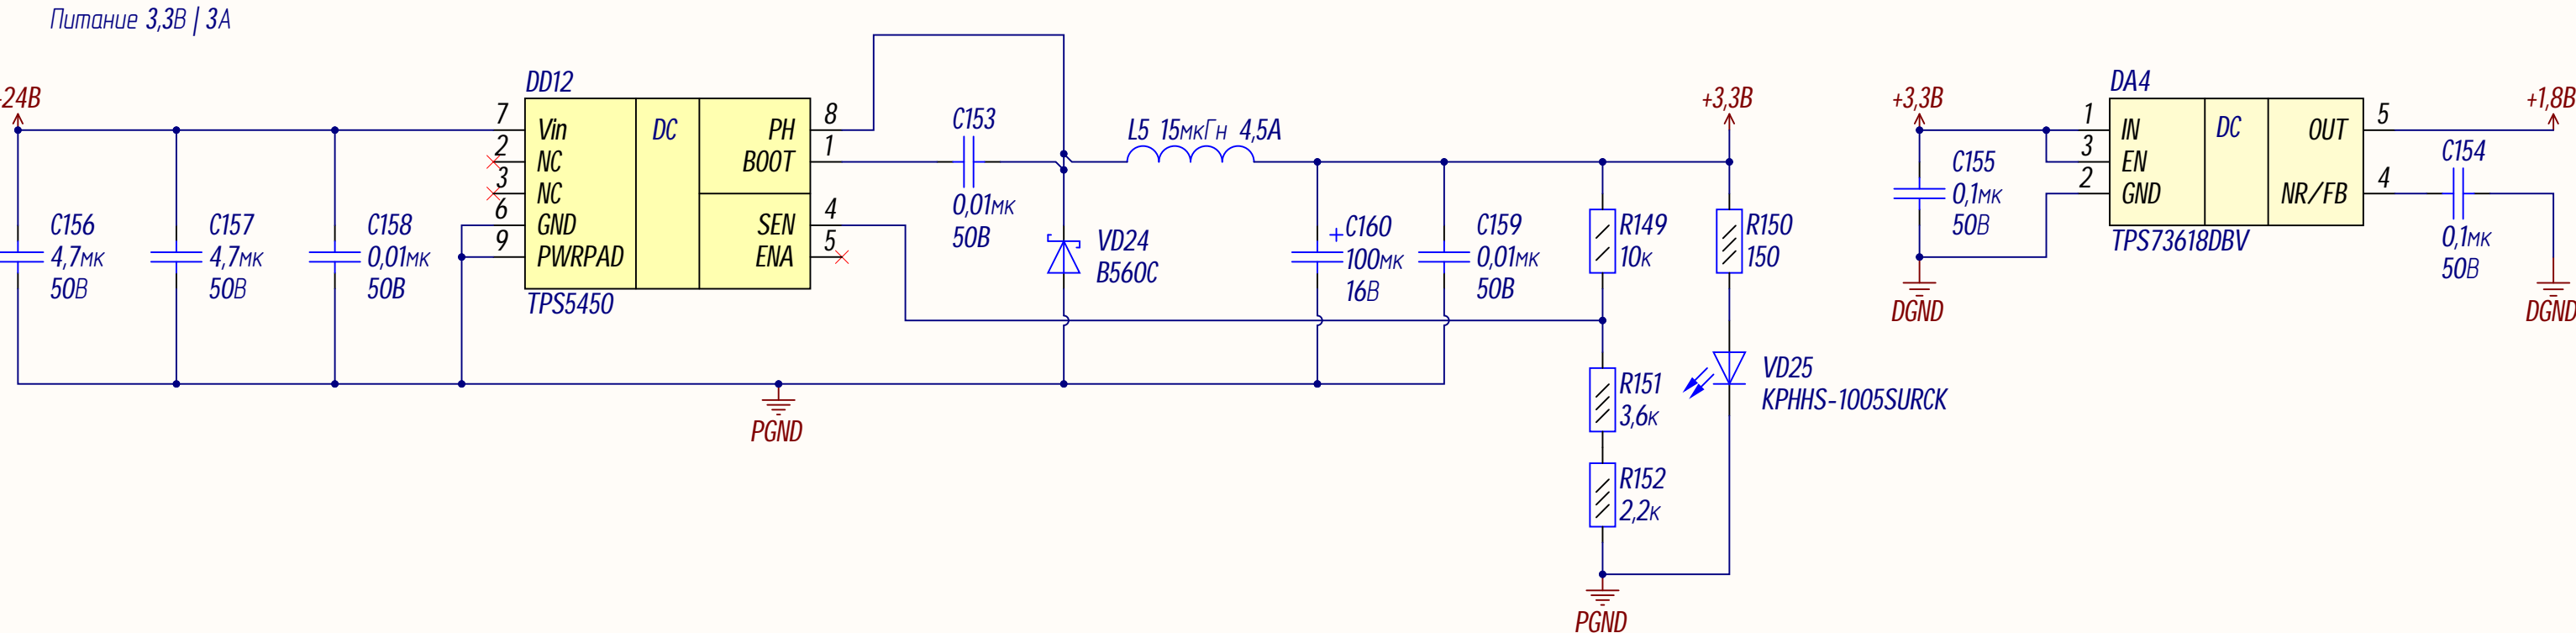 Питание 3,3В | 3А
-24В
DD12
7
Vin
DC
PH
8
2
NC
BOOT
1
3
NC
6
GND
SEN
4
9
PWRPAD
ENA
5
TPS5450
C156
4,7мк
50В
C157
4,7мк
50В
C158
0,01мк
50В
PGND
C153
0,01мк
50В
VD24
B560C
L5 15мкГн 4,5А
+
C160
100мк
16В
C159
0,01мк
50В
+3,3В
R149
10к
R150
150
R151
3,6к
R152
2,2к
VD25
KPHHS-1005SURCK
PGND
+3,3В
C155
0,1мк
50В
DGND
DA4
1
IN
DC
OUT
5
3
EN
2
GND
NR/FB
4
TPS73618DBV
+1,8В
C154
0,1мк
50В
DGND